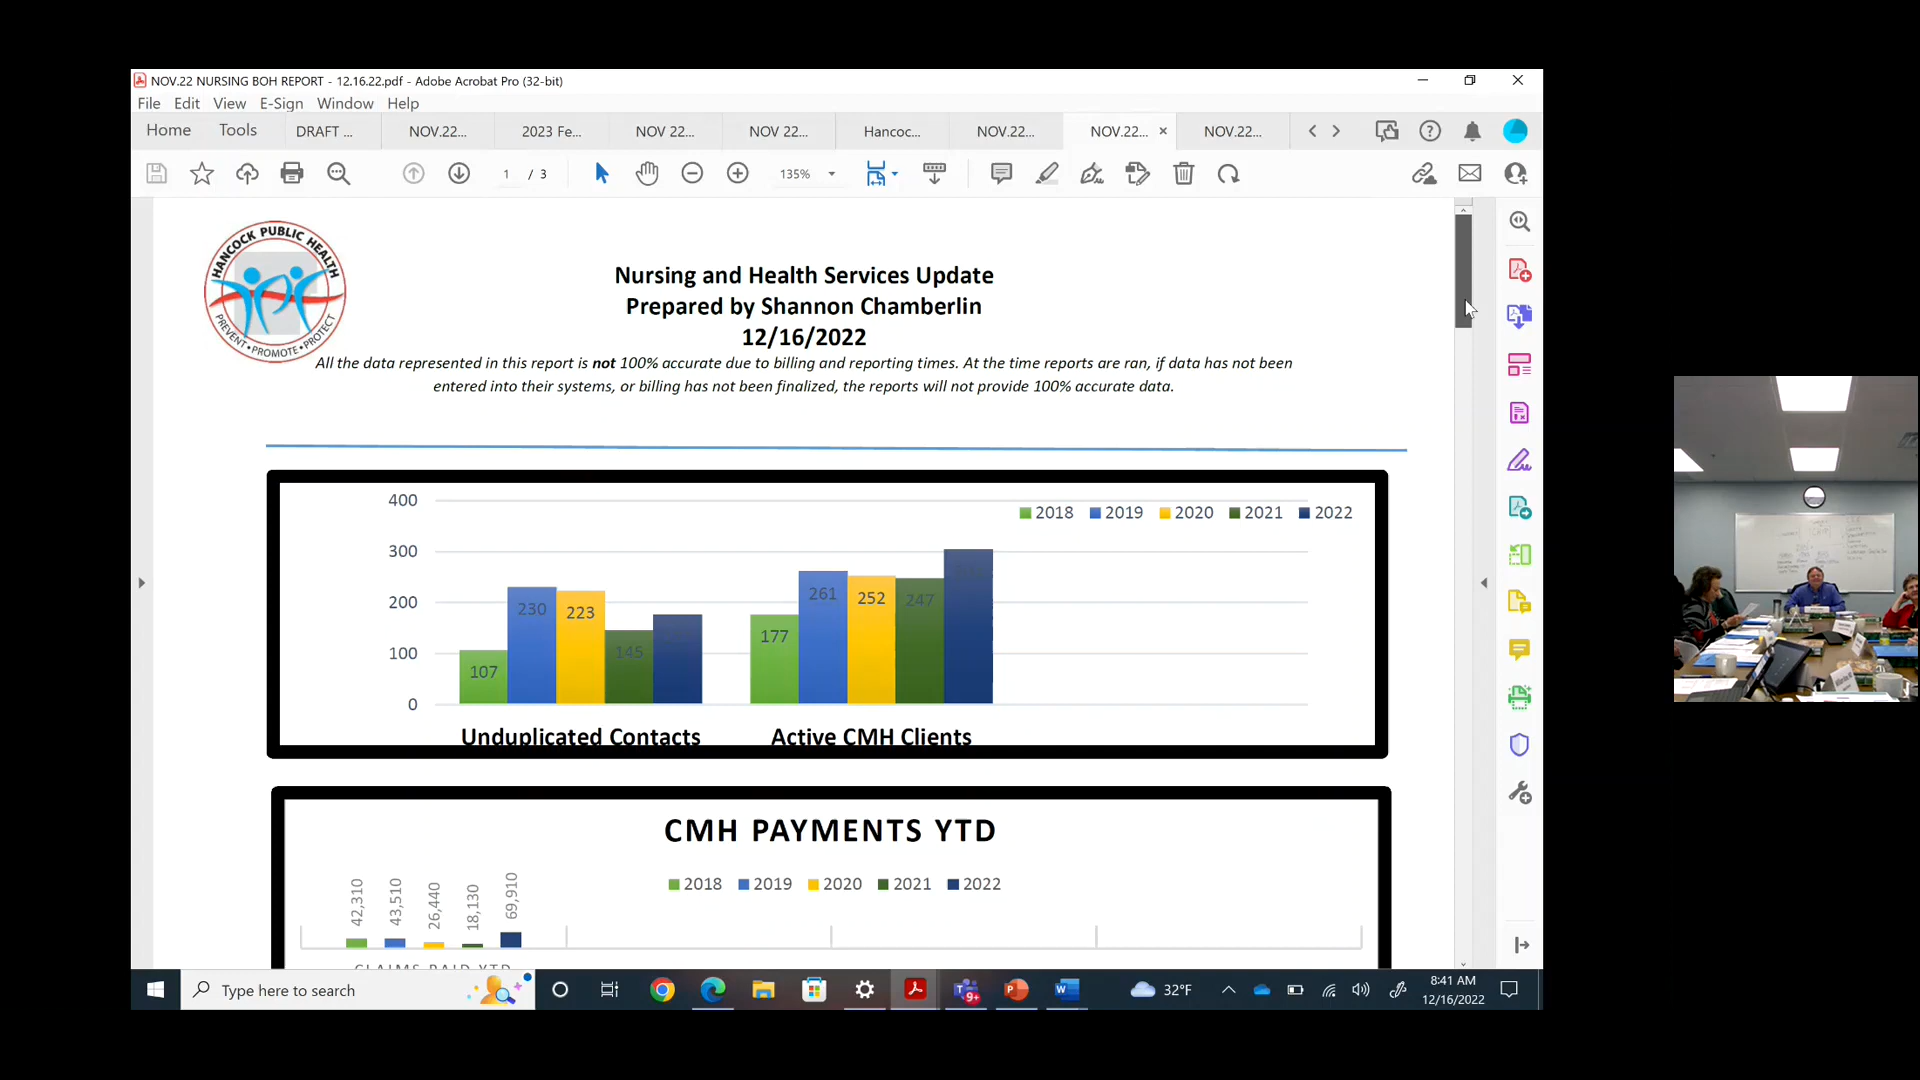 NOV.22 NURSING BOH REPORT - 12.16.22.pdf - Adobe Acrobat Pro (32-bit)
File Edit View E-Sign Window Help
Home Tools DRAFT ... NOV.22... 2023 Fe... NOV 22... NOV 22... Hancoc... NOV.22... NOV.22... × NOV.22...
1 / 3 135%
HANCOCK PUBLIC HEALTH
PREVENT • PROMOTE • PROTECT
Nursing and Health Services Update
Prepared by Shannon Chamberlin
12/16/2022
All the data represented in this report is not 100% accurate due to billing and reporting times. At the time reports are ran, if data has not been
entered into their systems, or billing has not been finalized, the reports will not provide 100% accurate data.
400
300
200
100
0
2018 2019 2020 2021 2022
107 230 223 145
177 261 252 247
Unduplicated Contacts Active CMH Clients
CMH PAYMENTS YTD
2018 2019 2020 2021 2022
42,310 43,510 26,440 18,130 69,910
CLAIMS PAID YTD
Type here to search
9+
32°F
8:41 AM
12/16/2022